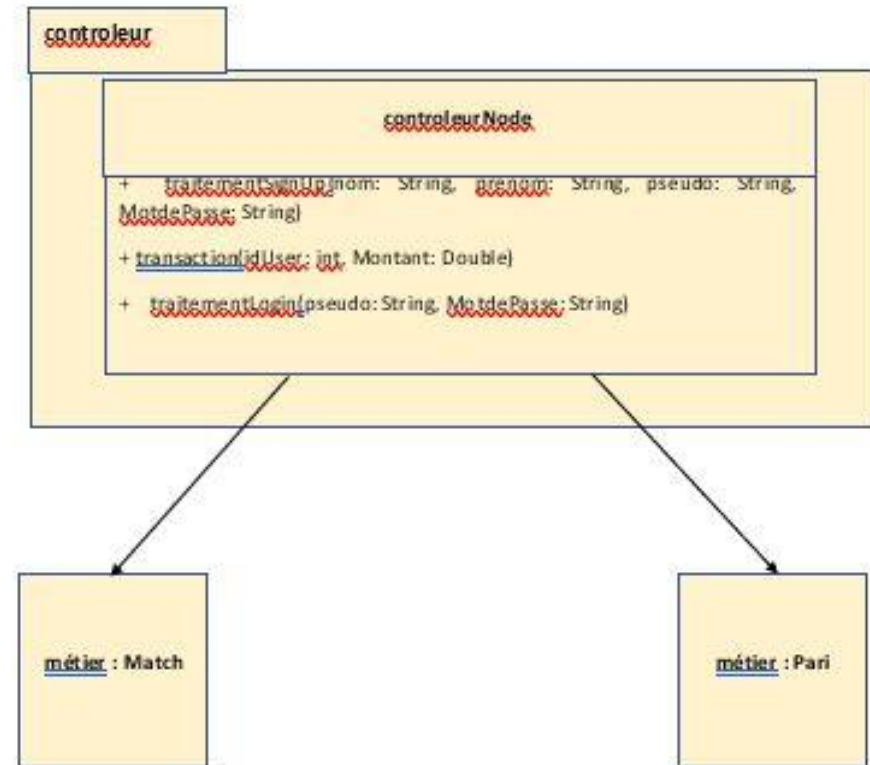 controleur
controleurNode
+ traitementSignUp(nom: String, prenom: String, pseudo: String,
MotdePasse: String)
+ transaction(idUser: int, Montant: Double)
+ traitementLogin(pseudo: String, MotdePasse: String)
métier : Match
métier : Pari